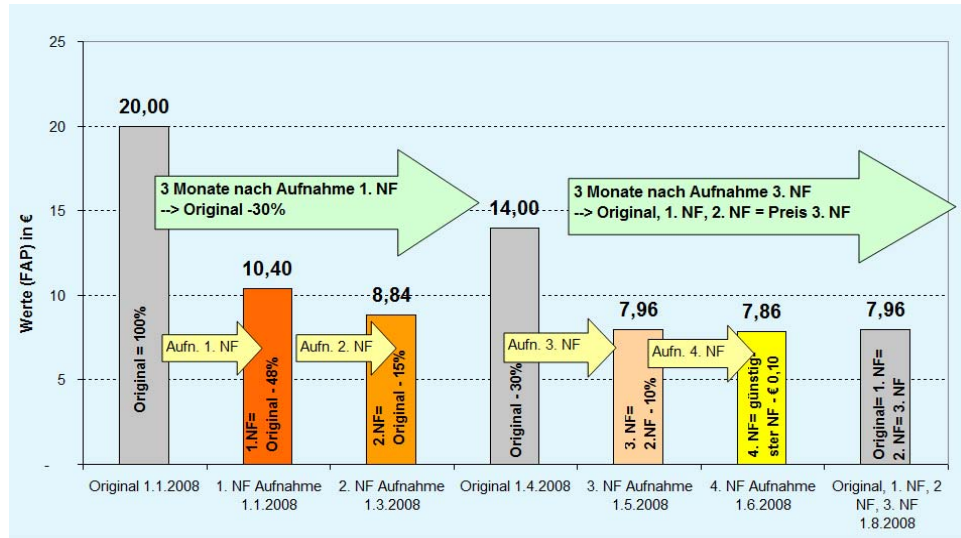 25
20
15
10
5
-
Werte (FAP) in €
20,00
10,40
8,84
14,00
7,96
7,86
7,96
3 Monate nach Aufnahme 1. NF
--> Original -30%
3 Monate nach Aufnahme 3. NF
--> Original, 1. NF, 2. NF = Preis 3. NF
Aufn. 1. NF
Aufn. 2. NF
Aufn. 3. NF
Aufn. 4. NF
Original = 100%
1.NF=
Original - 48%
2.NF=
Original - 15%
Original - 30%
3. NF=
2.NF - 10%
4. NF= günstig
ster NF - € 0,10
Original= 1. NF=
2. NF= 3. NF
Original 1.1.2008
1. NF Aufnahme
1.1.2008
2. NF Aufnahme
1.3.2008
Original 1.4.2008
3. NF Aufnahme
1.5.2008
4. NF Aufnahme
1.6.2008
Original, 1. NF, 2
NF, 3. NF
1.8.2008